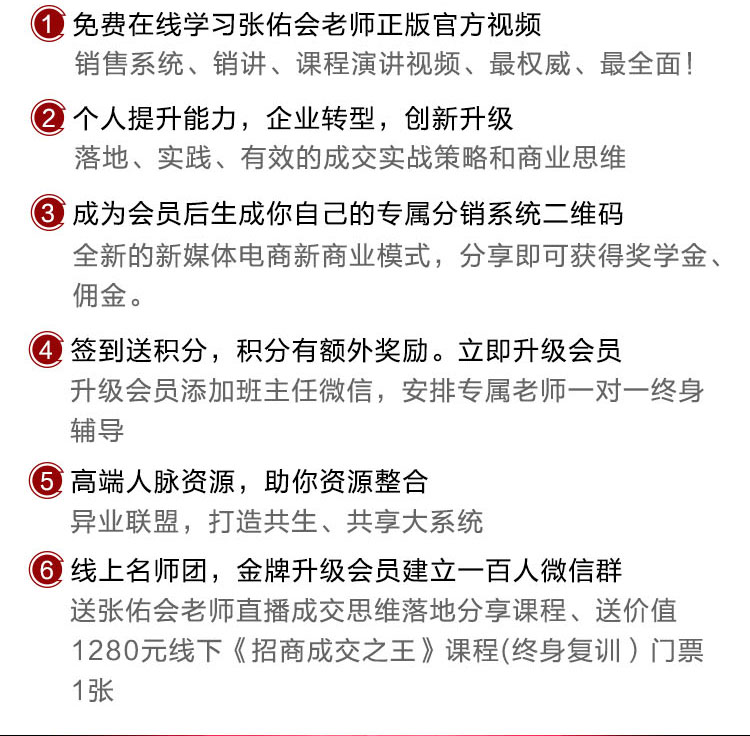 1 免费在线学习张佑会老师正版官方视频
销售系统、销讲、课程演讲视频、最权威、最全面！
2 个人提升能力，企业转型，创新升级
落地、实践、有效的成交实战策略和商业思维
3 成为会员后生成你自己的专属分销系统二维码
全新的新媒体电商新商业模式，分享即可获得奖学金、
佣金。
4 签到送积分，积分有额外奖励。立即升级会员
升级会员添加班主任微信，安排专属老师一对一终身
辅导
5 高端人脉资源，助你资源整合
异业联盟，打造共生、共享大系统
6 线上名师团，金牌升级会员建立一百人微信群
送张佑会老师直播成交思维落地分享课程、送价值
1280元线下《招商成交之王》课程(终身复训）门票
1张